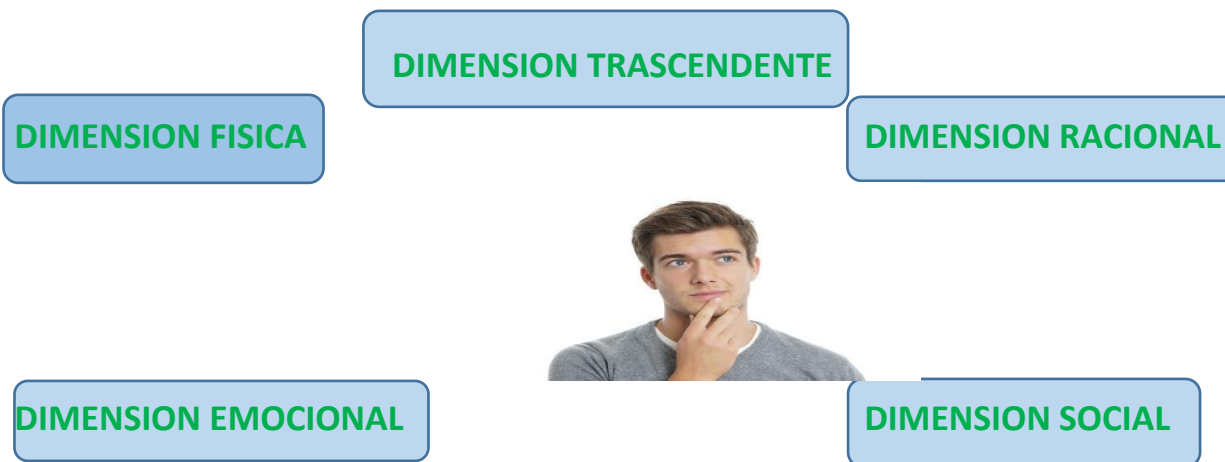 DIMENSION TRASCENDENTE
DIMENSION FISICA
DIMENSION RACIONAL
DIMENSION EMOCIONAL
DIMENSION SOCIAL